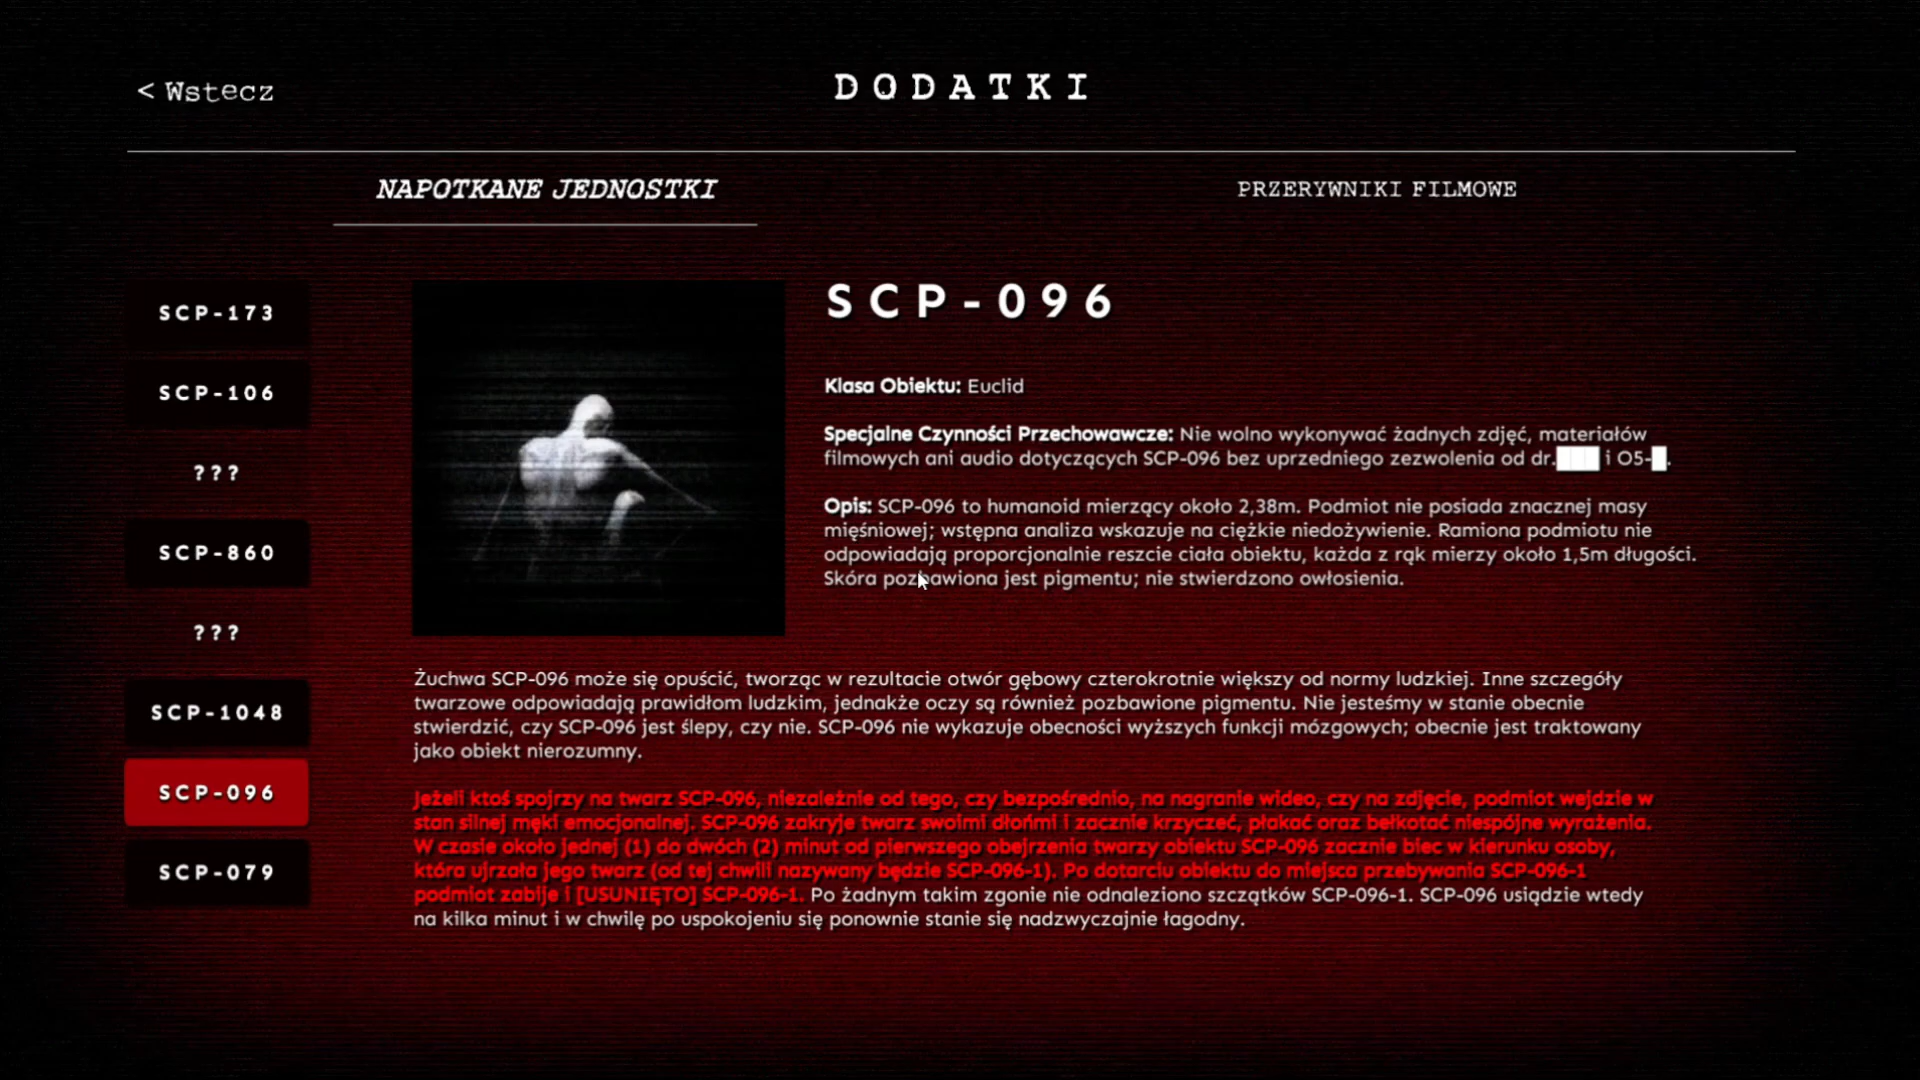 < Wstecz
DODATKI
NAPOTKANE JEDNOSTKI
PRZERYWNIKI FILMOWE
SCP-173
SCP-106
???
SCP-860
???
SCP-1048
SCP-096
SCP-079
SCP-096
Klasa Obiektu: Euclid
Specjalne Czynności Przechowawcze: Nie wolno wykonywać żadnych zdjęć, materiałów
filmowych ani audio dotyczących SCP-096 bez uprzedniego zezwolenia od dr.███ i O5-█.
Opis: SCP-096 to humanoid mierzący około 2,38m. Podmiot nie posiada znacznej masy
mięśniowej; wstępna analiza wskazuje na ciężkie niedożywienie. Ramiona podmiotu nie
odpowiadają proporcjonalnie reszcie ciała obiektu, każda z rąk mierzy około 1,5m długości.
Skóra pozbawiona jest pigmentu; nie stwierdzono owłosienia.
Żuchwa SCP-096 może się opuścić, tworząc w rezultacie otwór gębowy czterokrotnie większy od normy ludzkiej. Inne szczegóły
twarzowe odpowiadają prawidłom ludzkim, jednakże oczy są również pozbawione pigmentu. Nie jesteśmy w stanie obecnie
stwierdzić, czy SCP-096 jest ślepy, czy nie. SCP-096 nie wykazuje obecności wyższych funkcji mózgowych; obecnie jest traktowany
jako obiekt nierozumny.
Jeżeli ktoś spojrzy na twarz SCP-096, niezależnie od tego, czy bezpośrednio, na nagranie wideo, czy na zdjęcie, podmiot wejdzie w
stan silnej męki emocjonalnej. SCP-096 zakryje twarz swoimi dłońmi i zacznie krzyczeć, płakać oraz bełkotać niespójne wyrażenia.
W czasie około jednej (1) do dwóch (2) minut od pierwszego obejrzenia twarzy obiektu SCP-096 zacznie biec w kierunku osoby,
która ujrzała jego twarz (od tej chwili nazywany będzie SCP-096-1). Po dotarciu obiektu do miejsca przebywania SCP-096-1
podmiot zabije i [USUNIĘTO] SCP-096-1. Po żadnym takim zgonie nie odnaleziono szczątków SCP-096-1. SCP-096 usiądzie wtedy
na kilka minut i w chwilę po uspokojeniu się ponownie stanie się nadzwyczajnie łagodny.